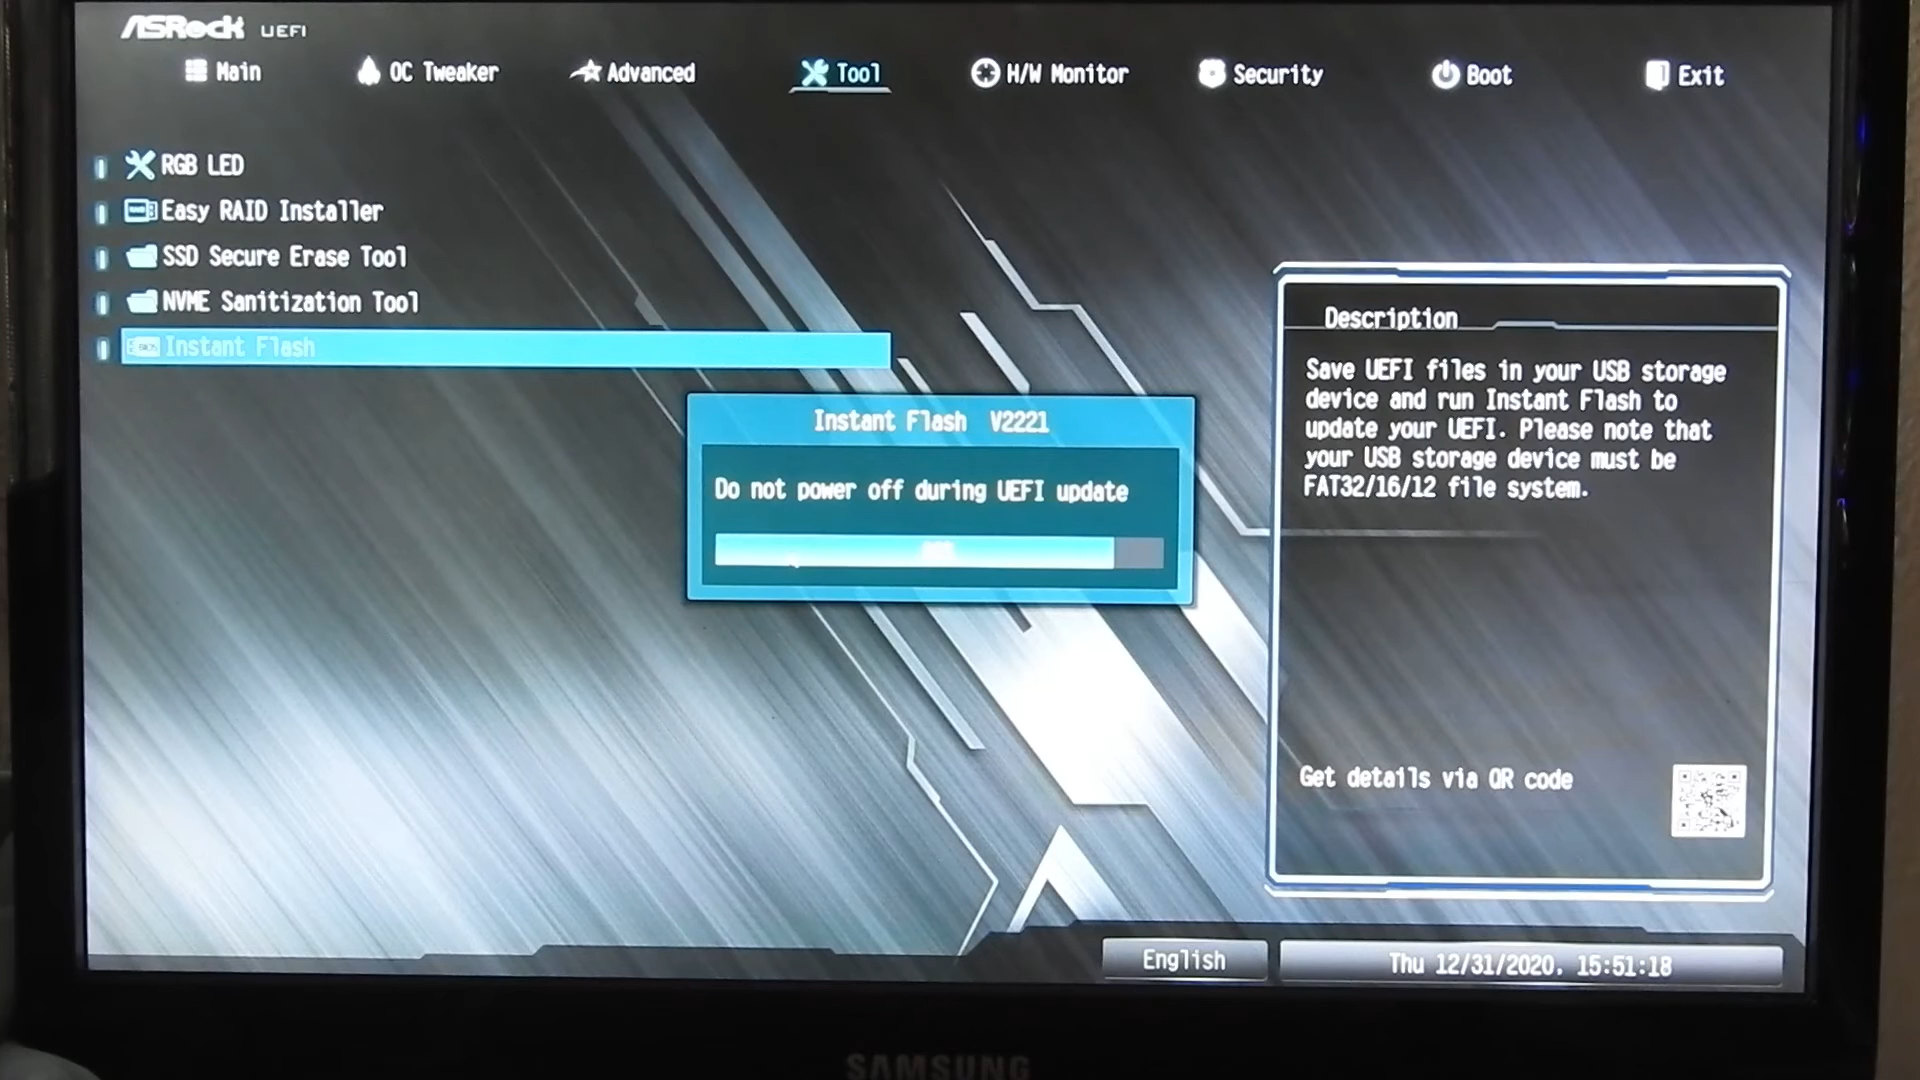 ASRock UEFI
Main OC Tweaker Advanced Tool H/W Monitor Security Boot Exit
RGB LED
Easy RAID Installer
SSD Secure Erase Tool
NVME Sanitization Tool
Instant Flash
Instant Flash V2221
Do not power off during UEFI update
Description
Save UEFI files in your USB storage
device and run Instant Flash to
update your UEFI. Please note that
your USB storage device must be
FAT32/16/12 file system.
Get details via QR code
English
Thu 12/31/2020. 15:51:18
SAMSUNG